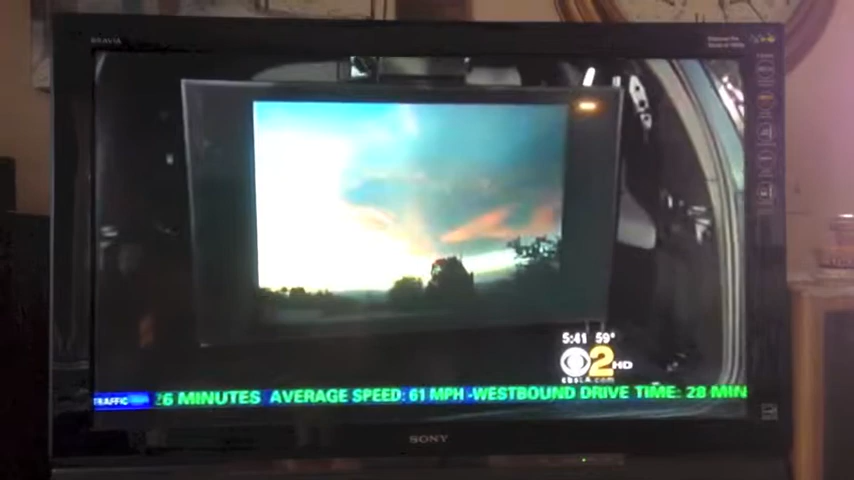 BRAVIA
5:41 59°
2 HD
cbsLA.com
TRAFFIC 26 MINUTES AVERAGE SPEED: 61 MPH -WESTBOUND DRIVE TIME: 28 MIN
SONY